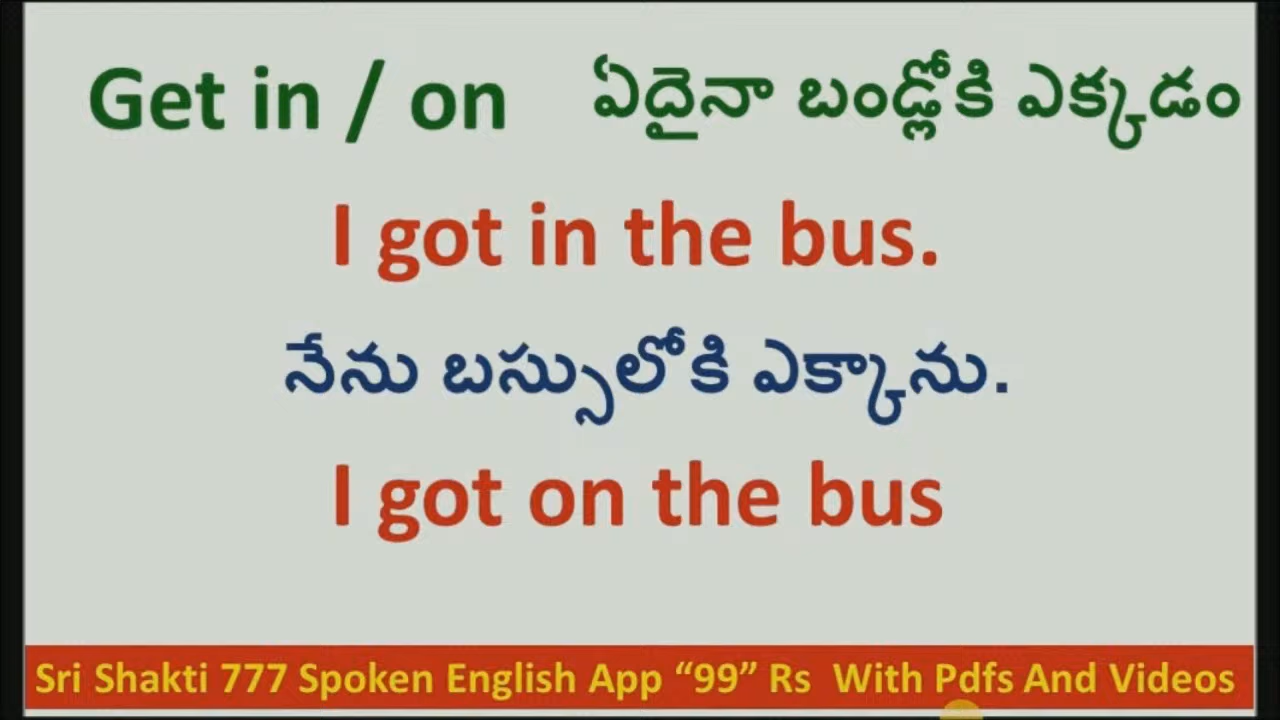 Get in / on ఏదైనా బండ్లోకి ఎక్కడం
I got in the bus.
నేను బస్సులోకి ఎక్కాను.
I got on the bus
Sri Shakti 777 Spoken English App “99” Rs With Pdfs And Videos